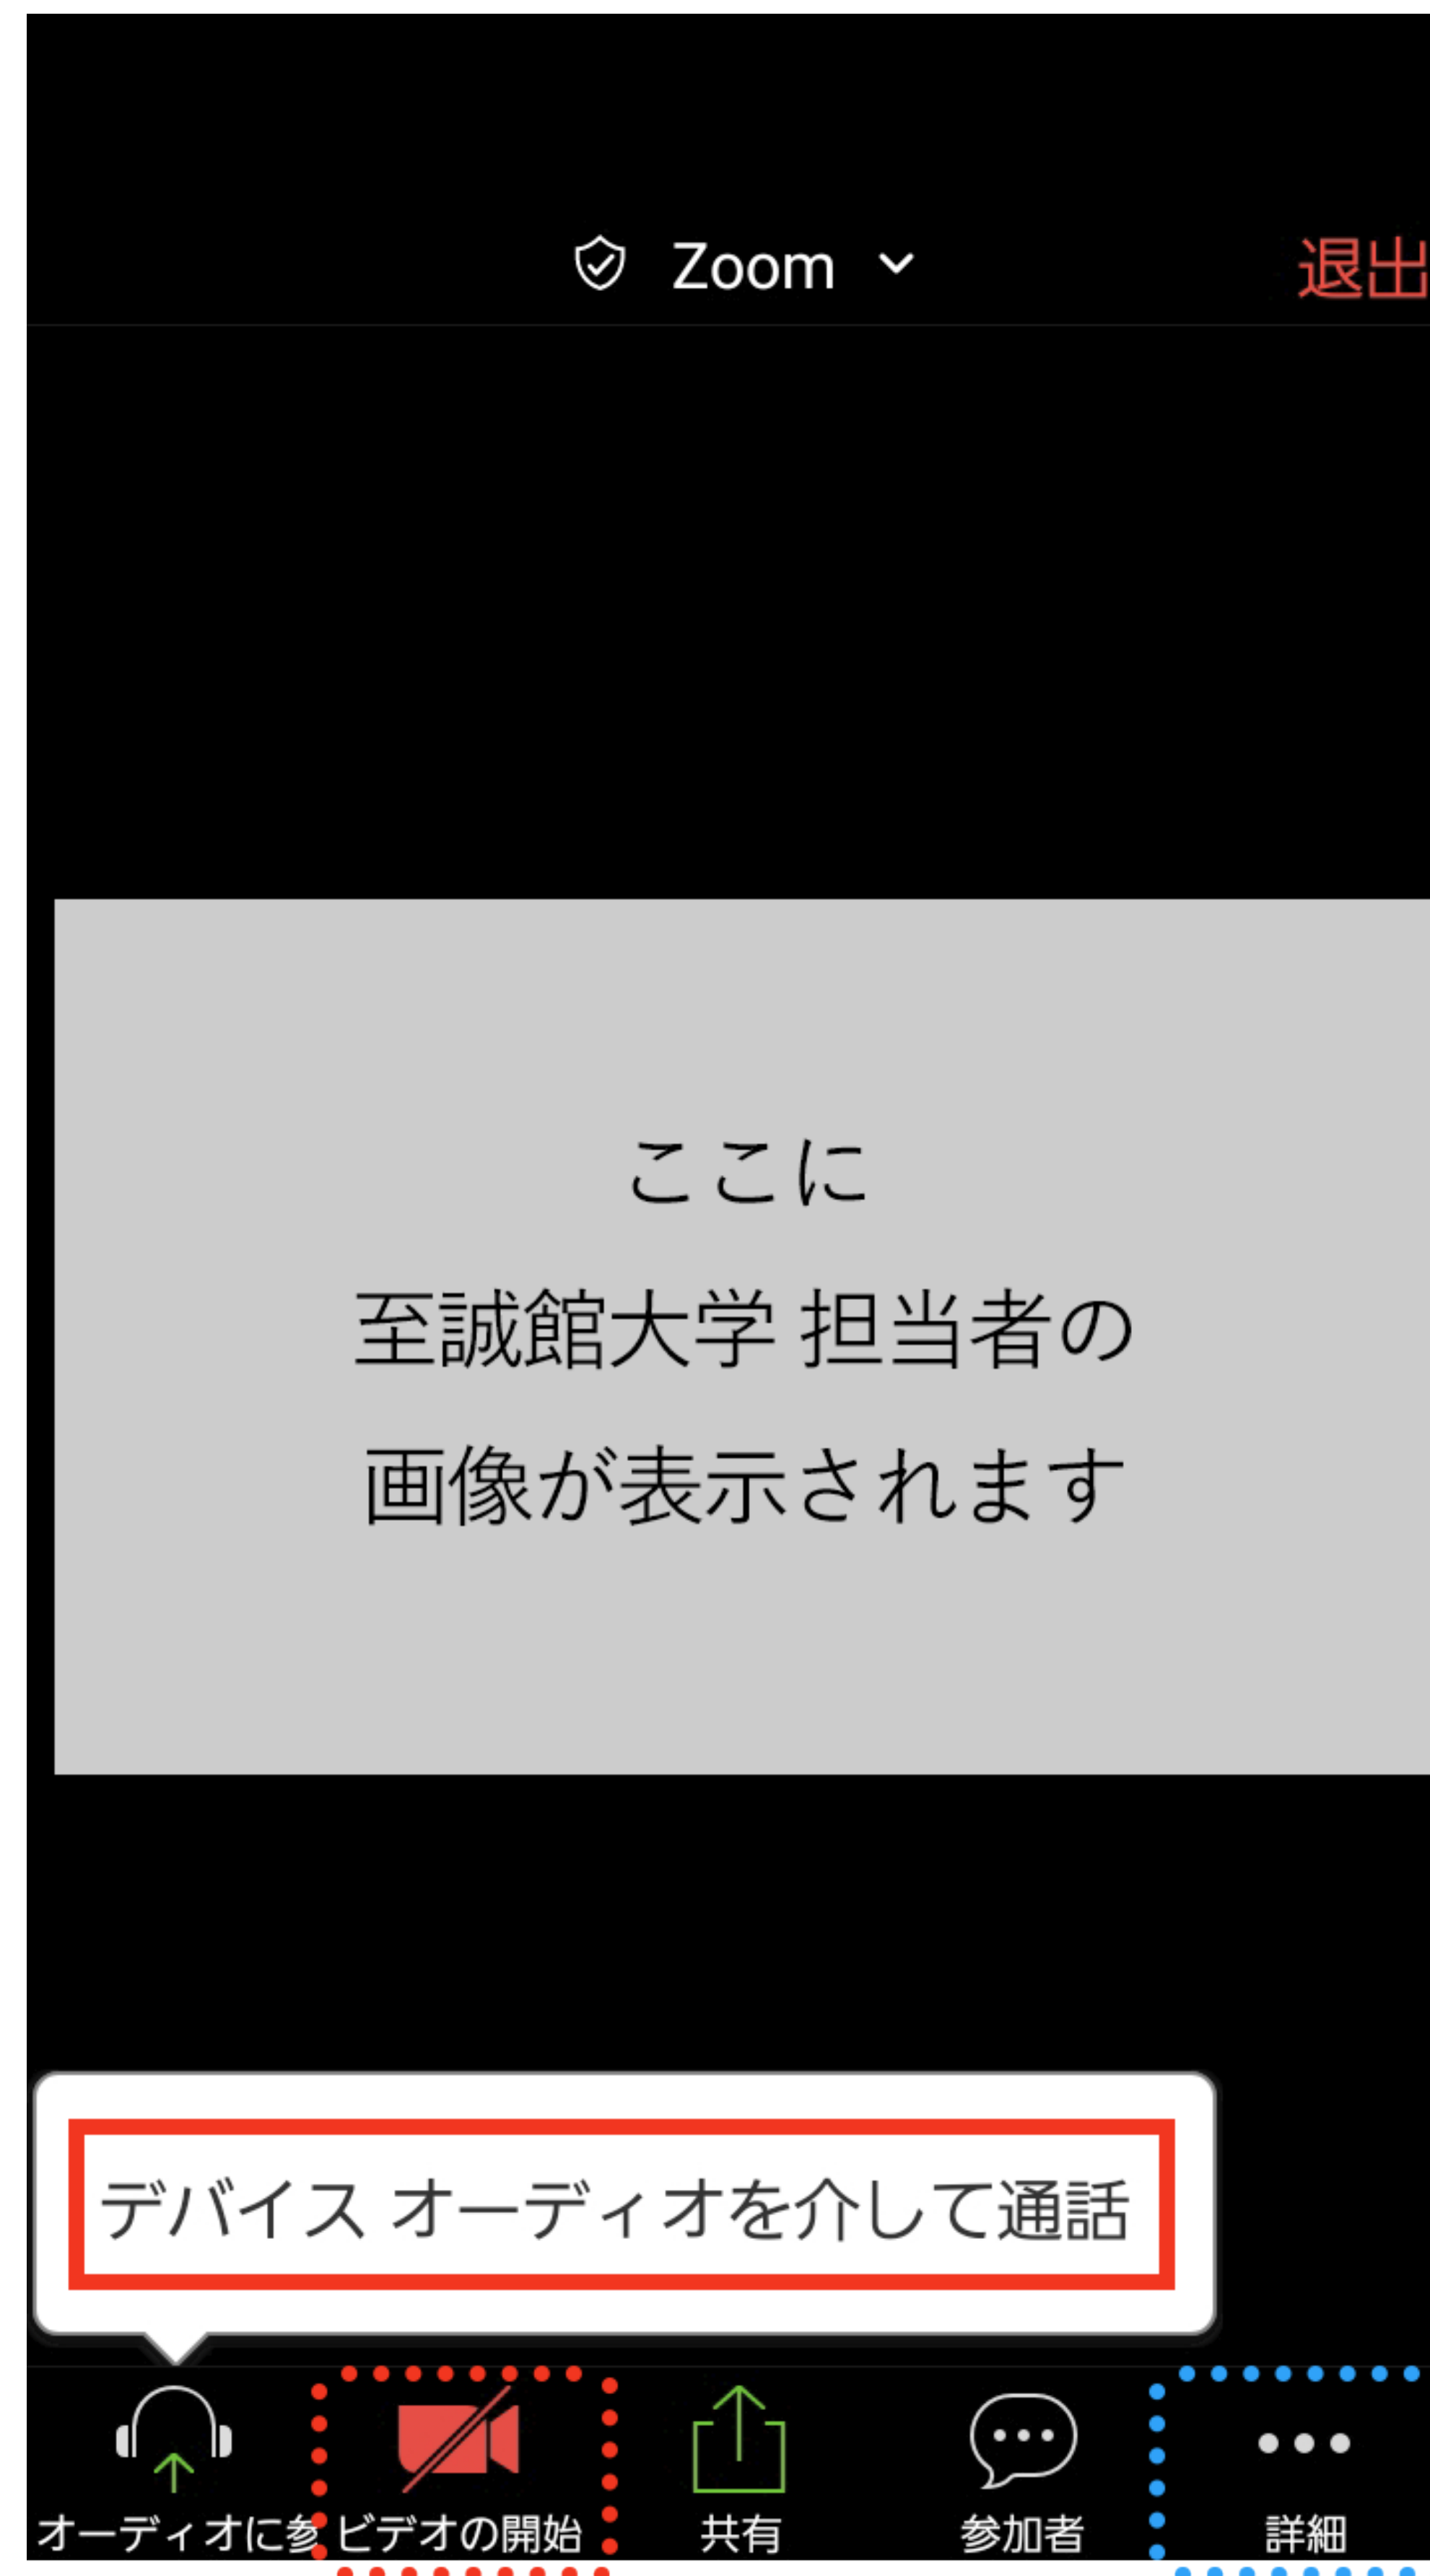 Zoom
退出
ここに
至誠館大学 担当者の
画像が表示されます
デバイス オーディオを介して通話
オーディオに参
ビデオの開始
共有
参加者
詳細